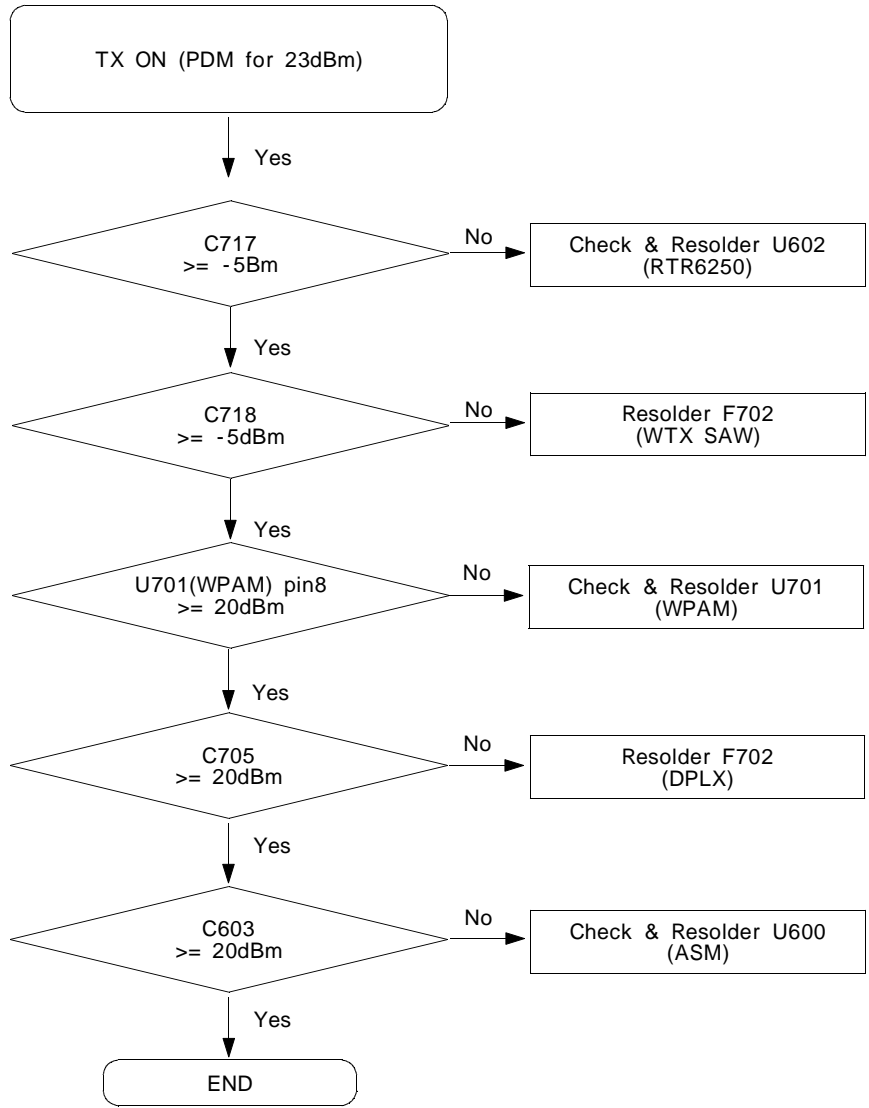 TX ON (PDM for 23dBm)
Yes
C717
>= -5Bm
No
Check & Resolder U602
(RTR6250)
Yes
C718
>= -5dBm
No
Resolder F702
(WTX SAW)
Yes
U701(WPAM) pin8
>= 20dBm
No
Check & Resolder U701
(WPAM)
Yes
C705
>= 20dBm
No
Resolder F702
(DPLX)
Yes
C603
>= 20dBm
No
Check & Resolder U600
(ASM)
Yes
END